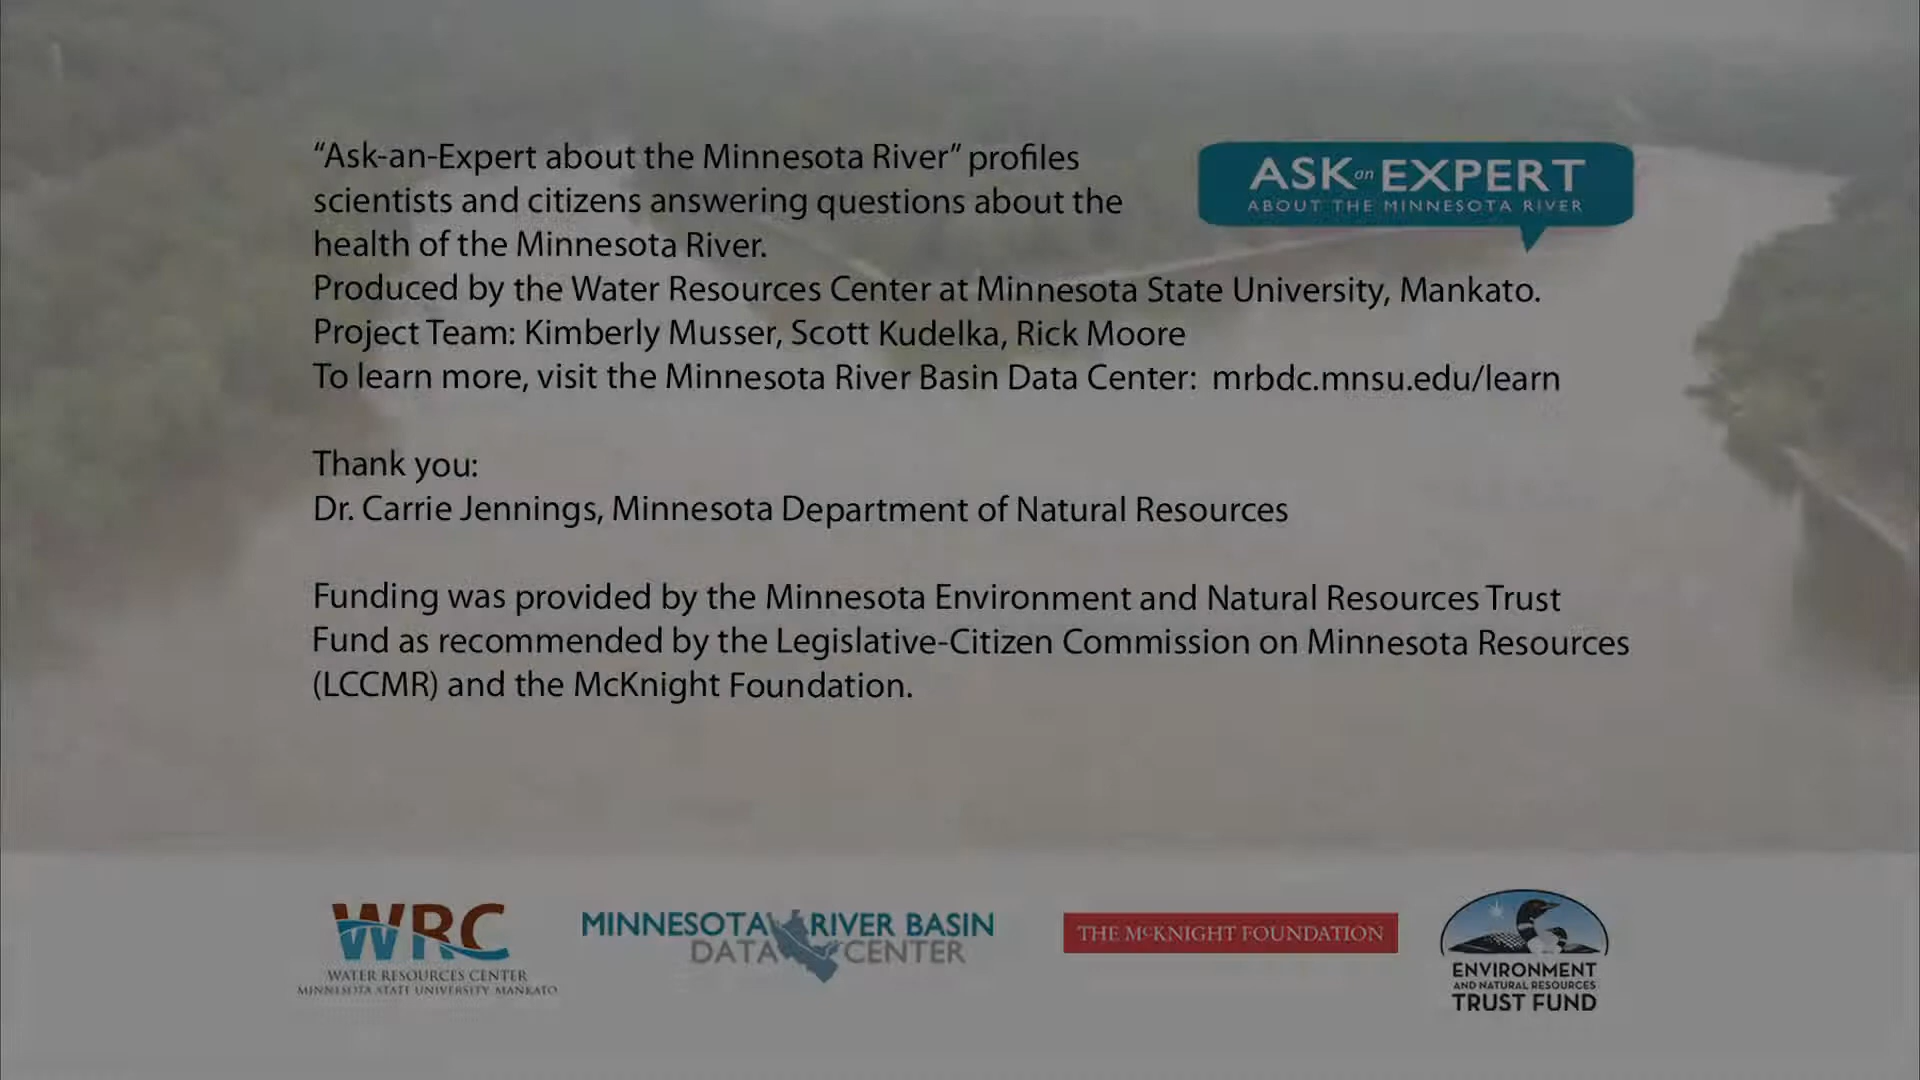 “Ask-an-Expert about the Minnesota River” profiles
scientists and citizens answering questions about the
health of the Minnesota River.
ASK an EXPERT
ABOUT THE MINNESOTA RIVER
Produced by the Water Resources Center at Minnesota State University, Mankato.
Project Team: Kimberly Musser, Scott Kudelka, Rick Moore
To learn more, visit the Minnesota River Basin Data Center: mrbdc.mnsu.edu/learn
Thank you:
Dr. Carrie Jennings, Minnesota Department of Natural Resources
Funding was provided by the Minnesota Environment and Natural Resources Trust
Fund as recommended by the Legislative-Citizen Commission on Minnesota Resources
(LCCMR) and the McKnight Foundation.
WRC
WATER RESOURCES CENTER
MINNESOTA STATE UNIVERSITY MANKATO
MINNESOTA RIVER BASIN
DATA CENTER
THE McKNIGHT FOUNDATION
ENVIRONMENT
AND NATURAL RESOURCES
TRUST FUND